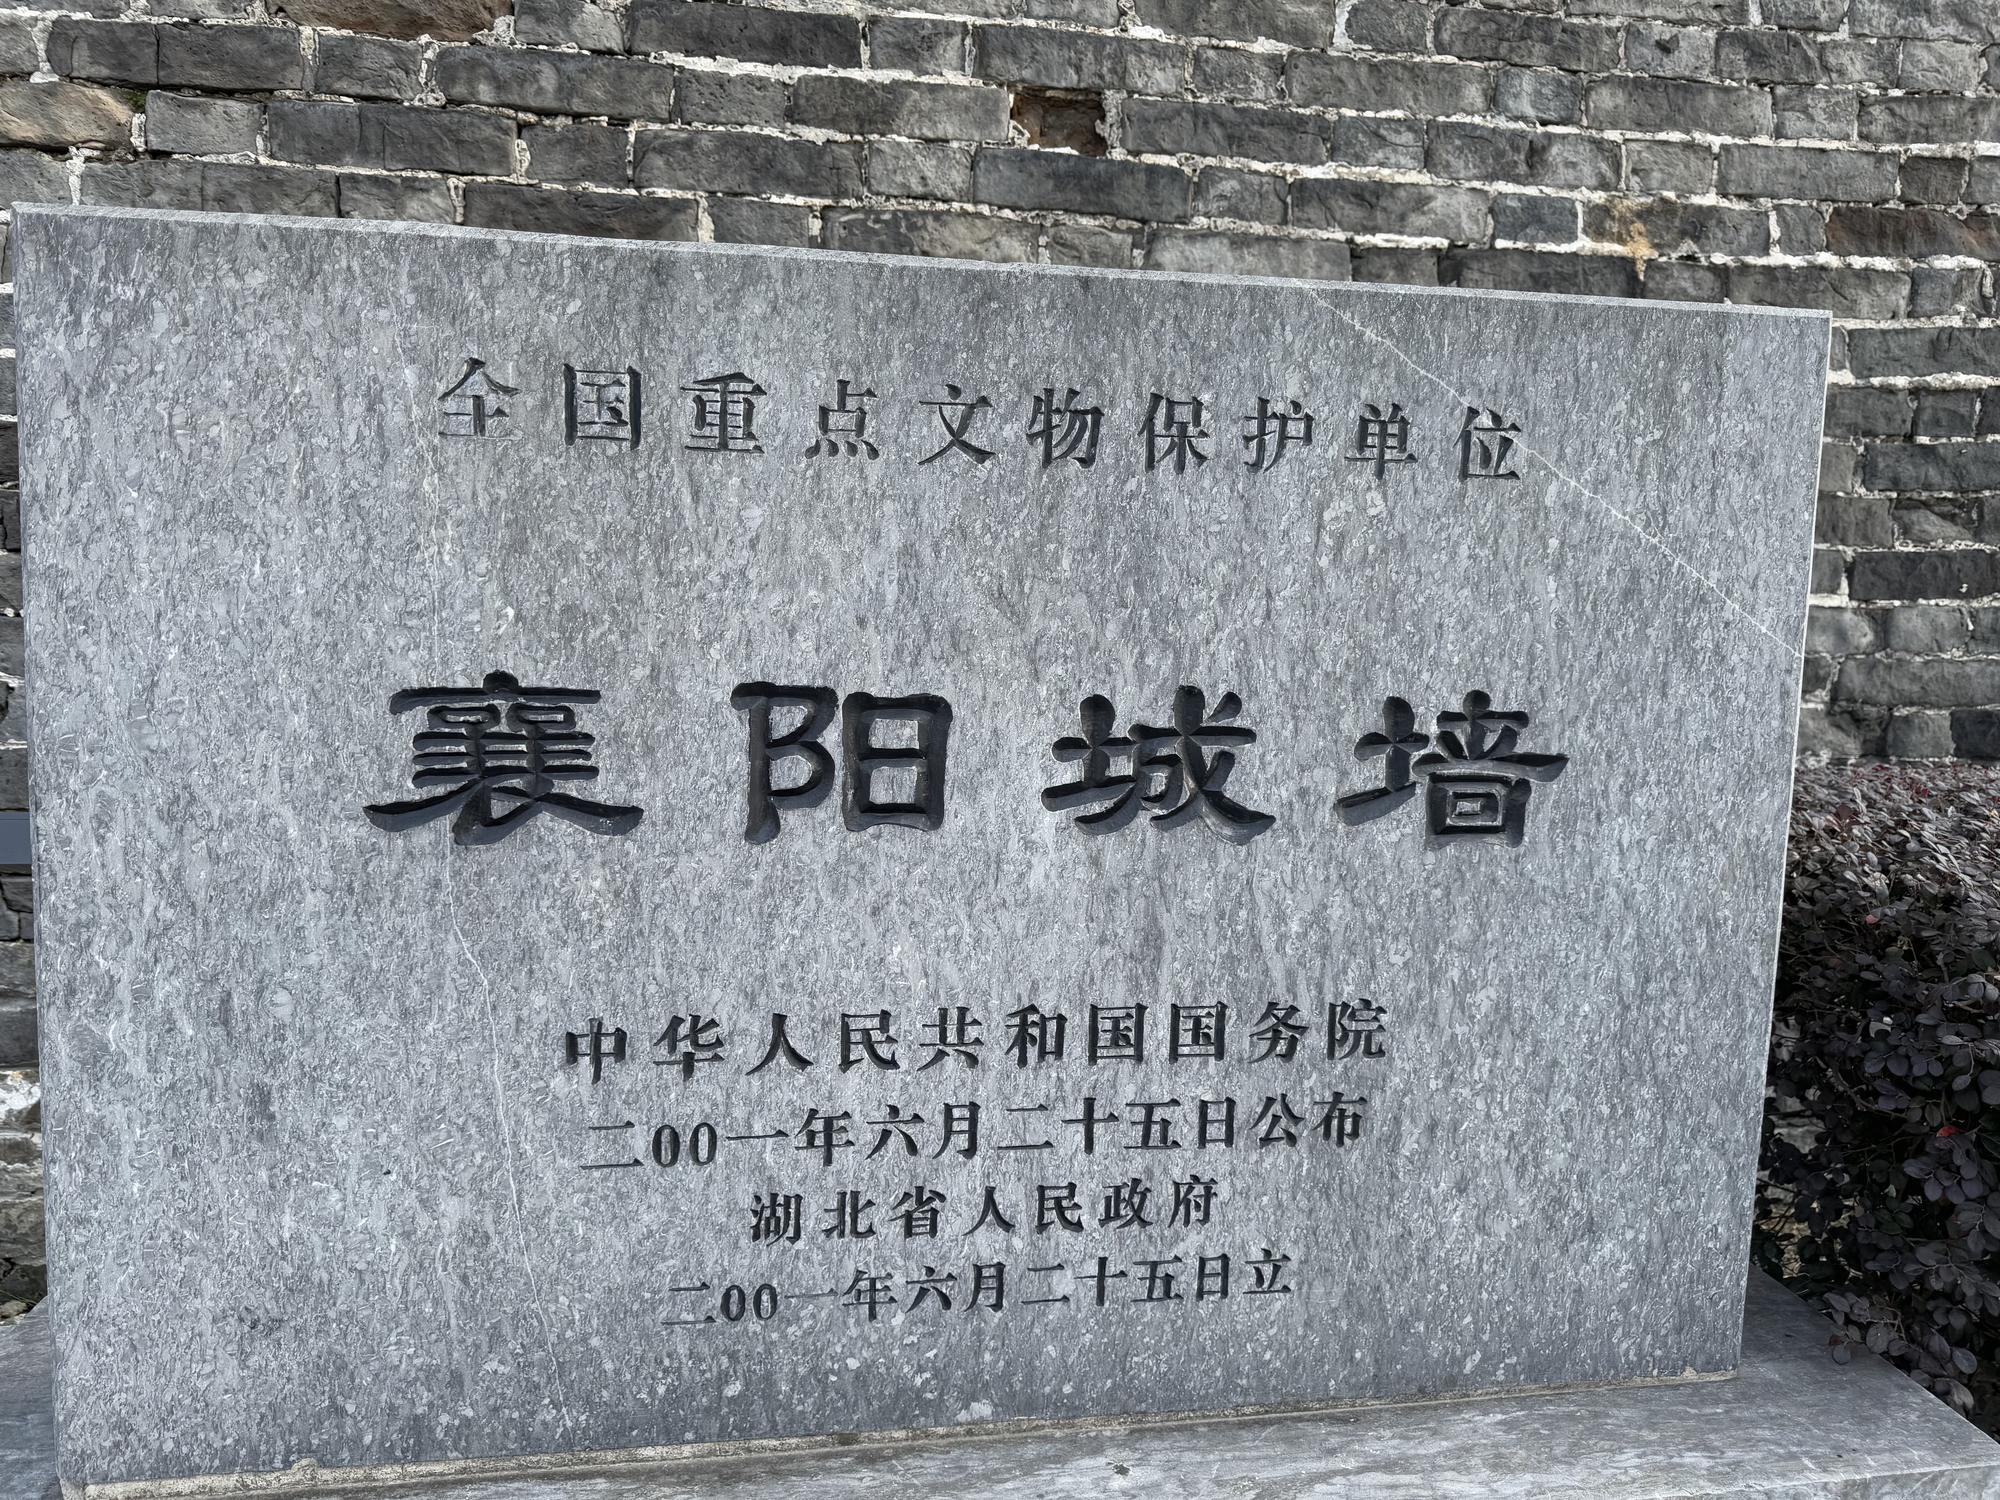 全国重点文物保护单位
襄阳城墙
中华人民共和国国务院
二00一年六月二十五日公布
湖北省人民政府
二00一年六月二十五日立